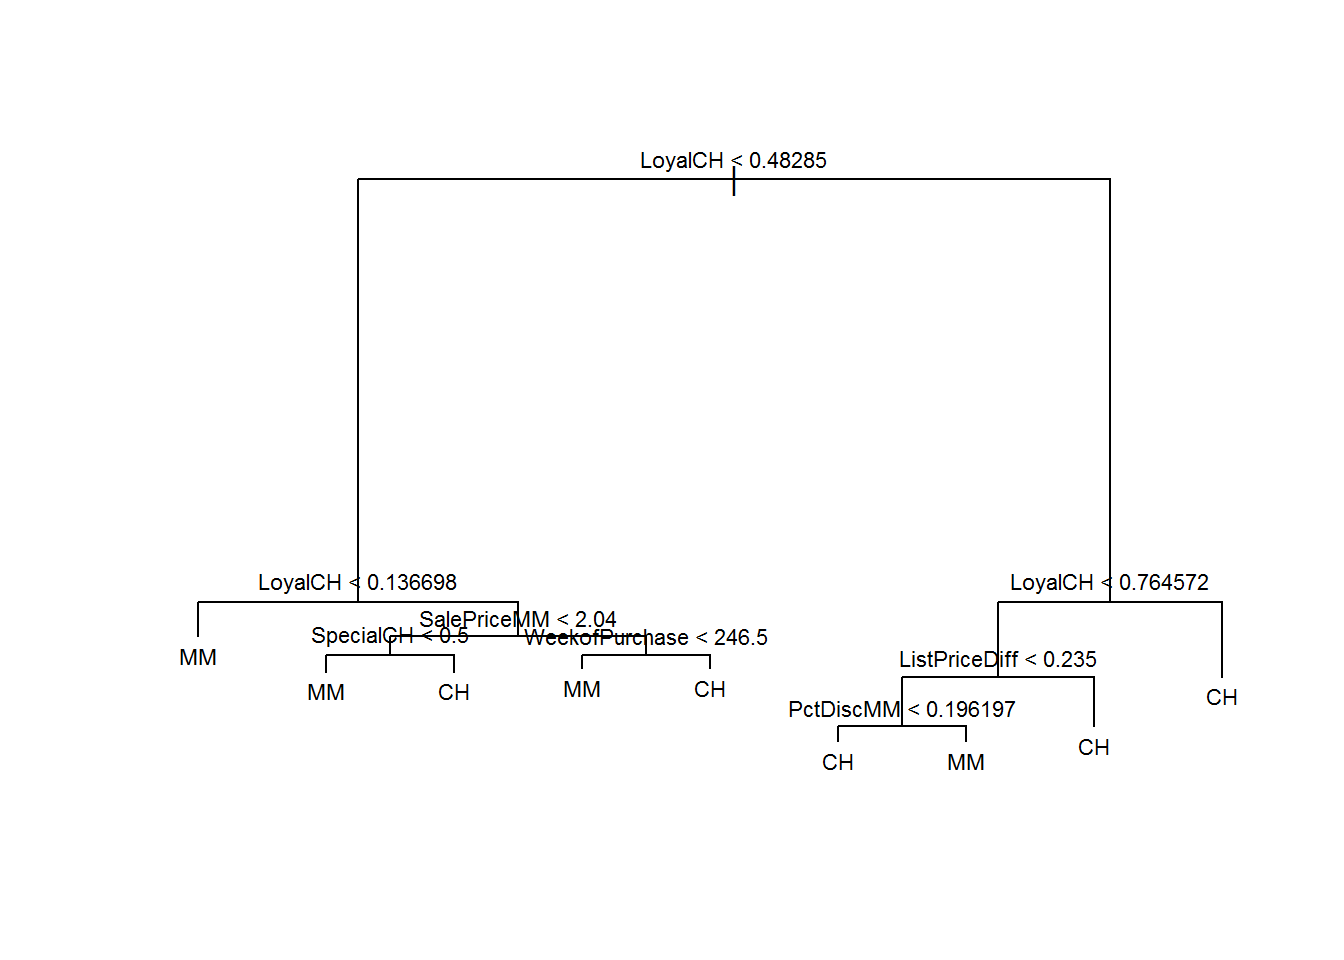 LoyalCH < 0.48285
LoyalCH < 0.136698
LoyalCH < 0.764572
SalePriceMM < 2.04
SpecialCH < 0.5
WeekofPurchase < 246.5
MM
ListPriceDiff < 0.235
MM
CH
MM
CH
CH
PctDiscMM < 0.196197
CH
CH
MM